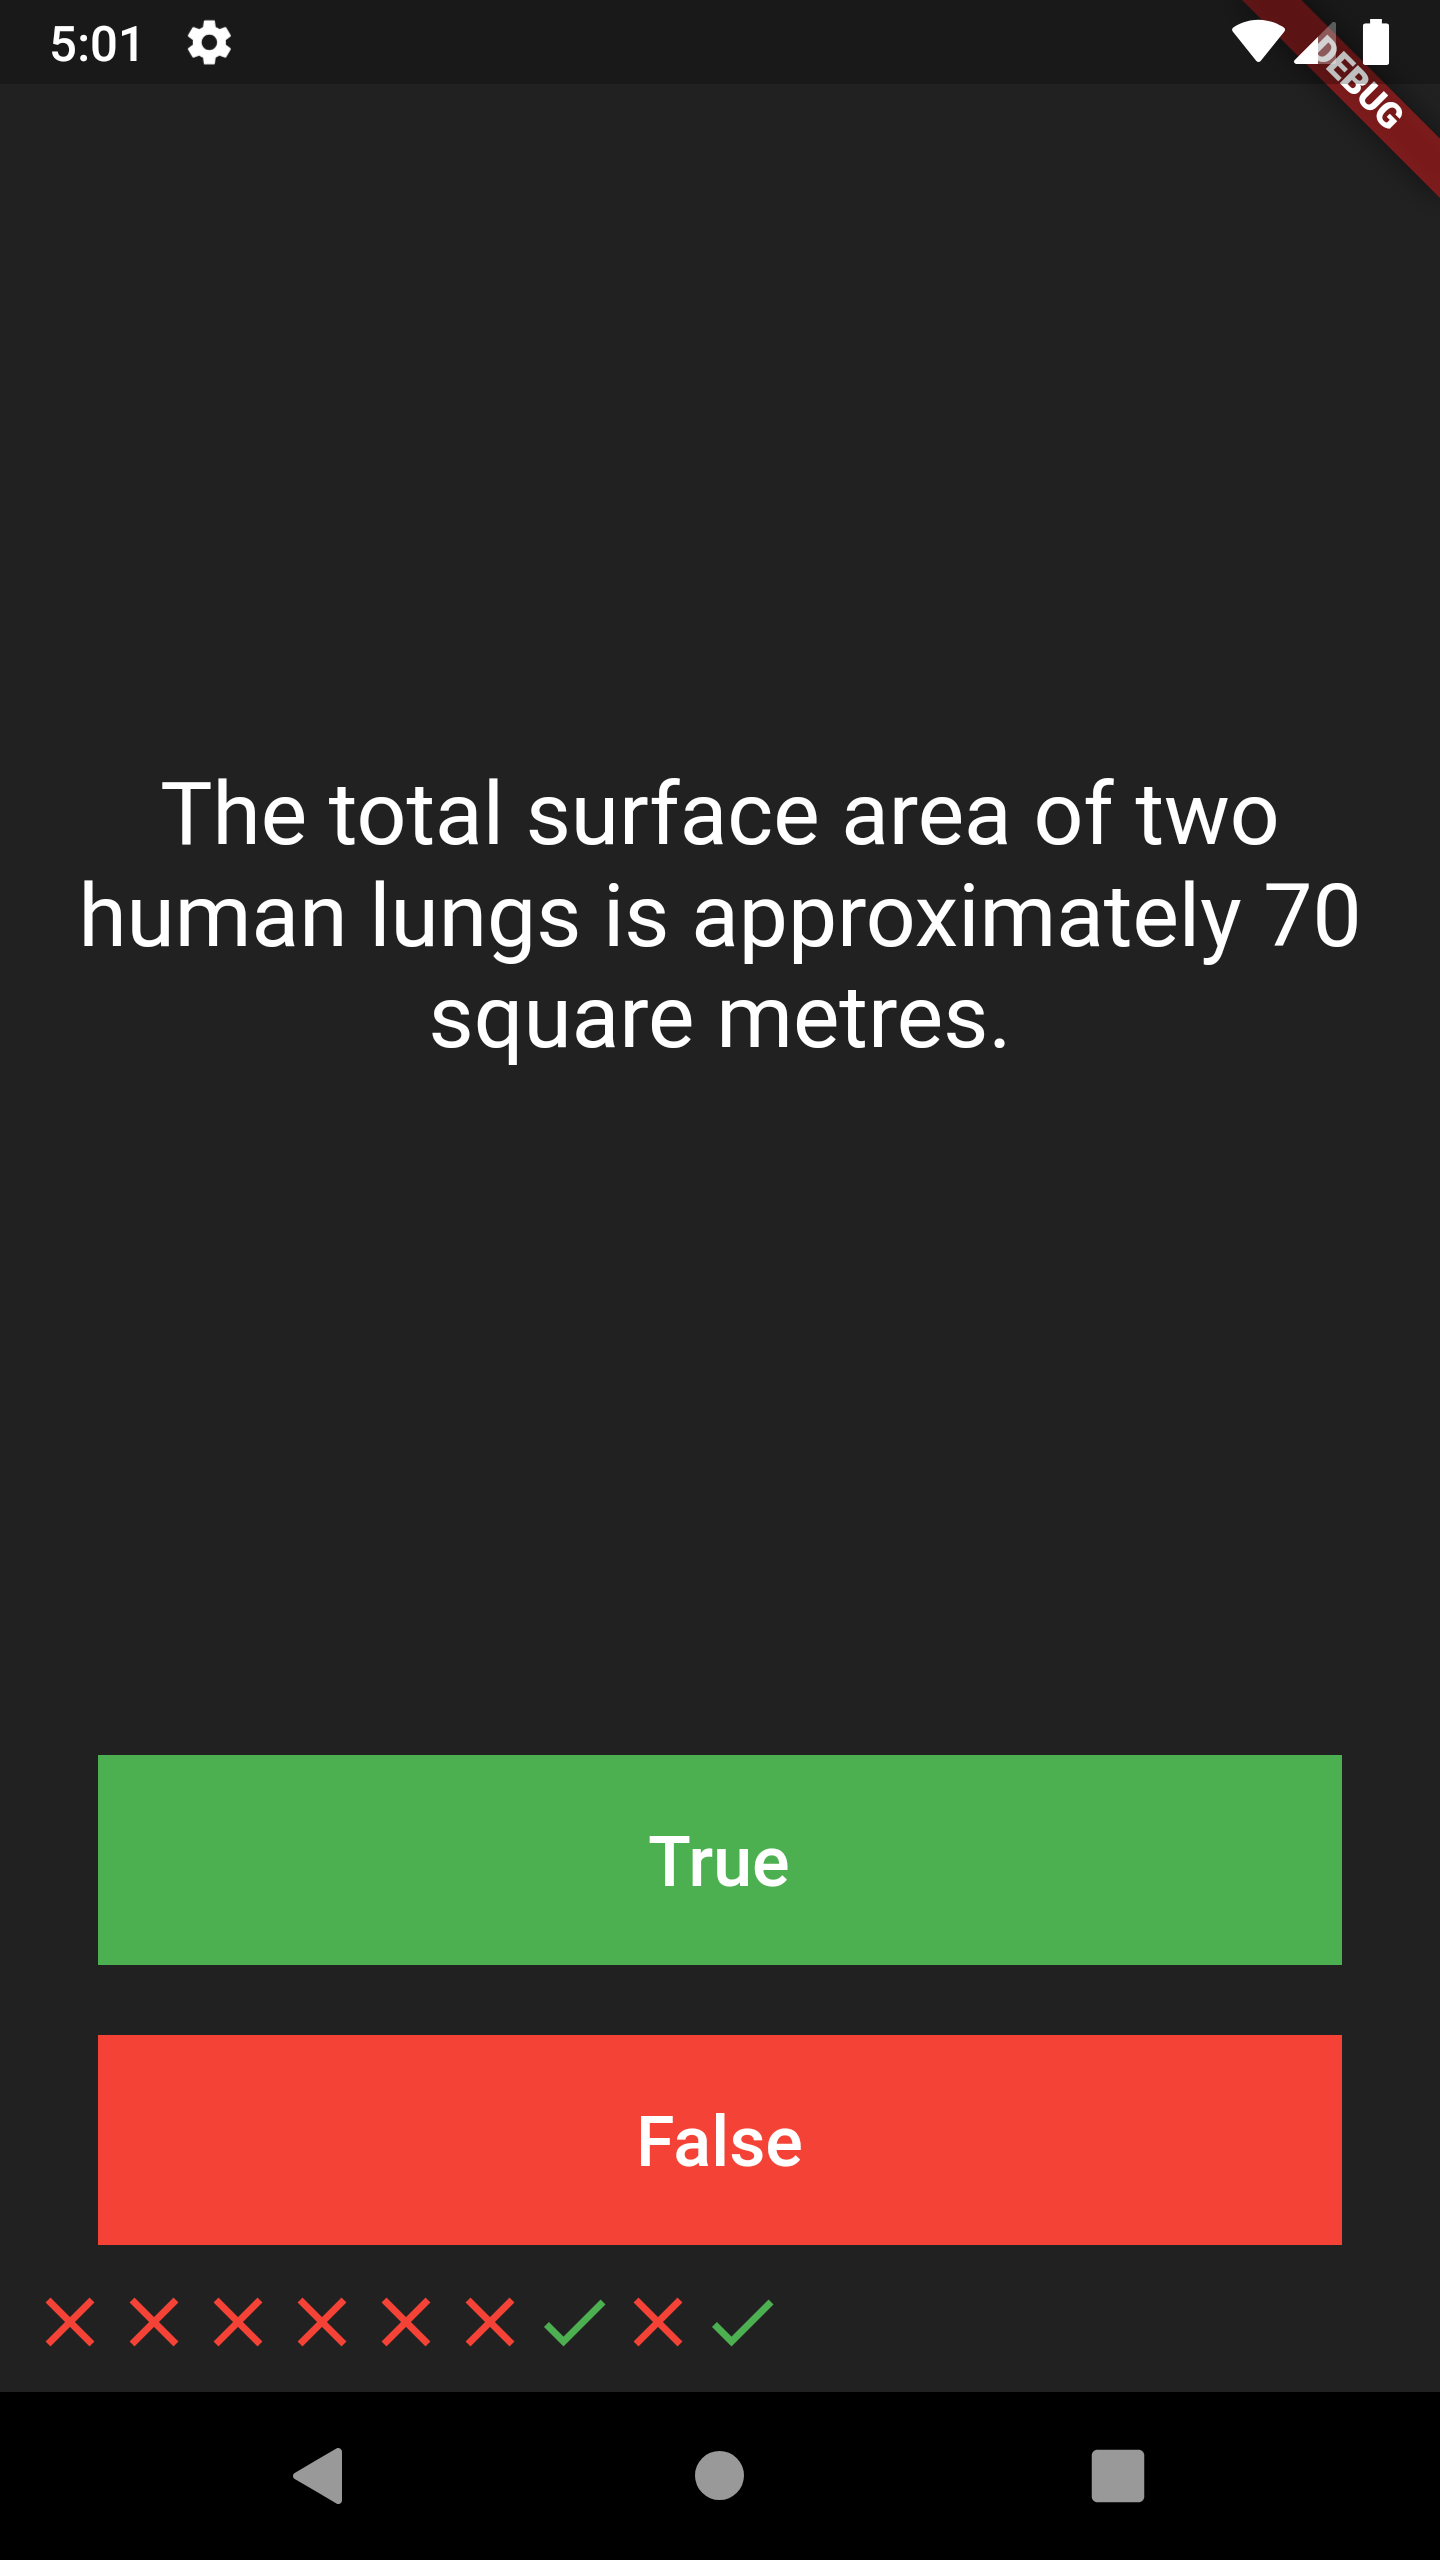 5:01
DEBUG
The total surface area of two
human lungs is approximately 70
square metres.
True
False